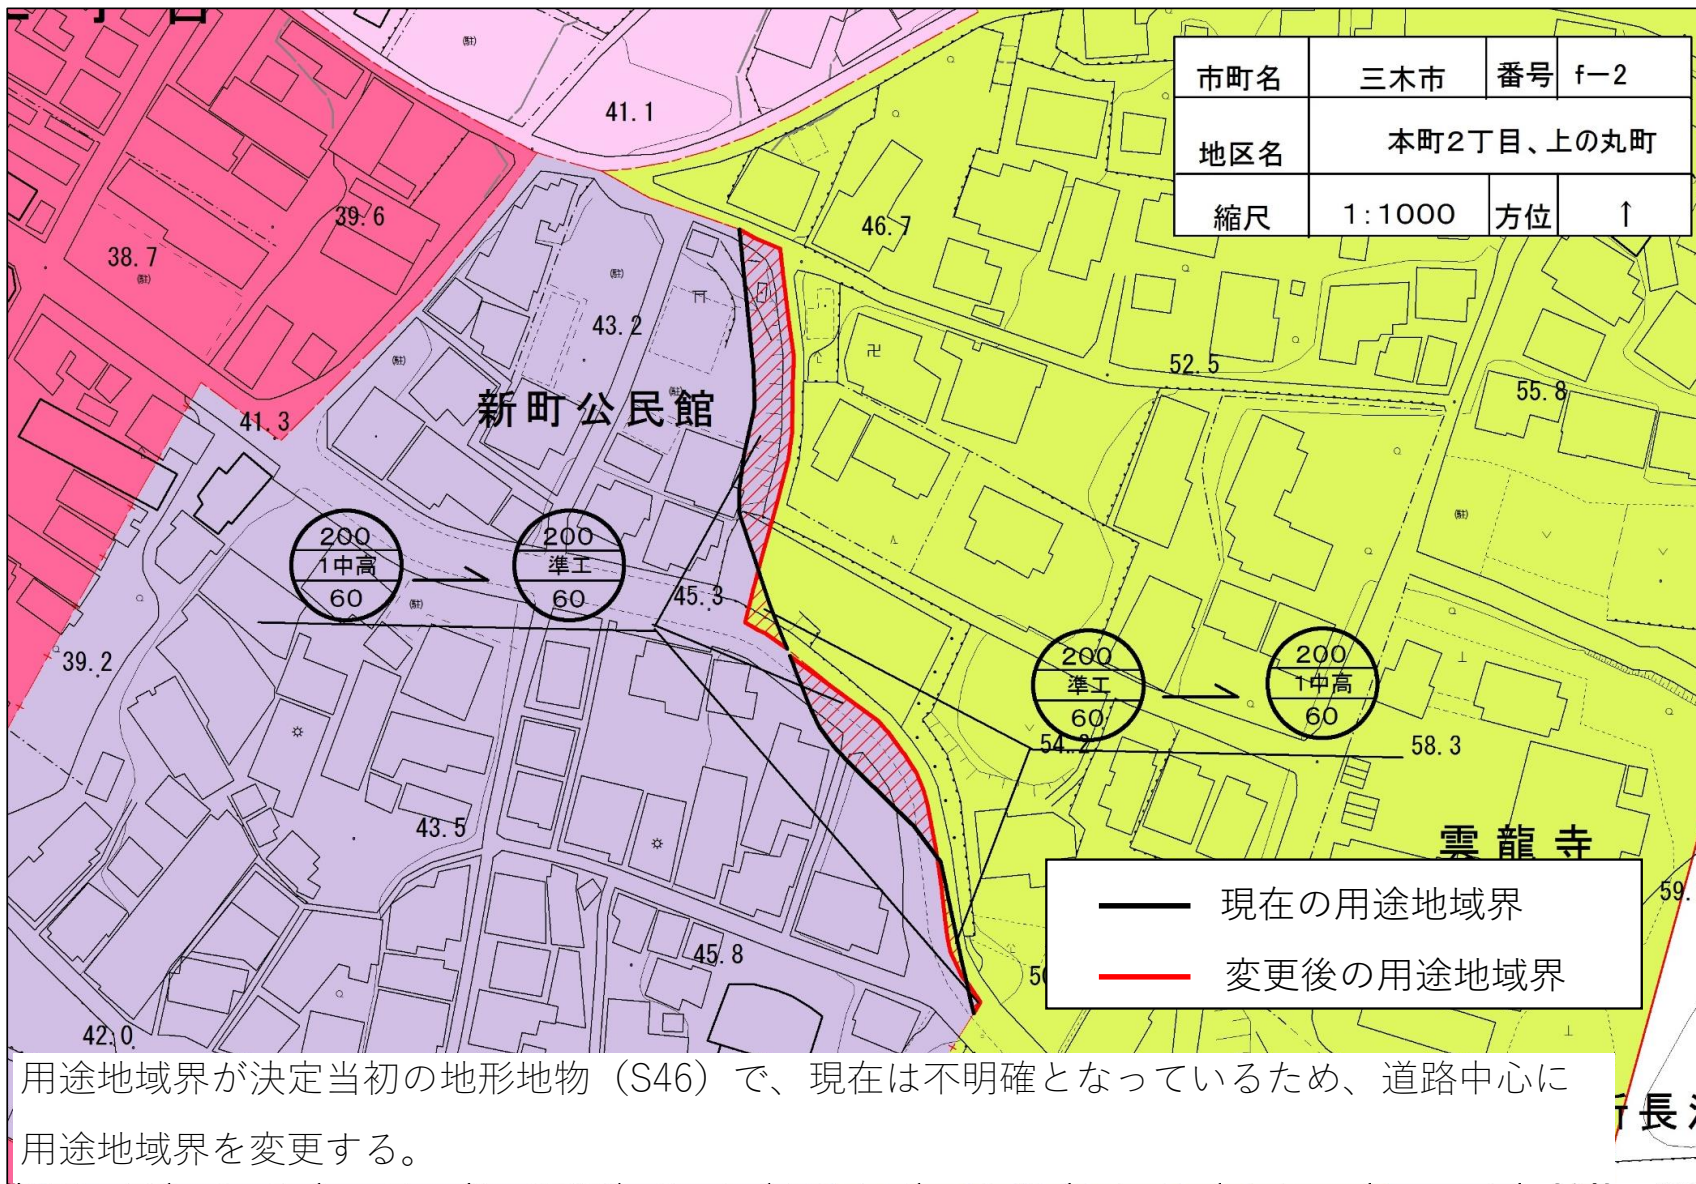 市町名 三木市 番号 f－2
地区名 本町2丁目、上の丸町
縮尺 1:1000 方位 ↑
41.1
39.6
38.7
46.7
43.2
52.5
55.8
41.3
新町公民館
200
1中高
60
200
準工
60
45.3
39.2
200
準工
60
200
1中高
60
54.2
58.3
43.5
雲龍寺
59.
45.8
42.0
現在の用途地域界
変更後の用途地域界
用途地域界が決定当初の地形地物（S46）で、現在は不明確となっているため、道路中心に
用途地域界を変更する。